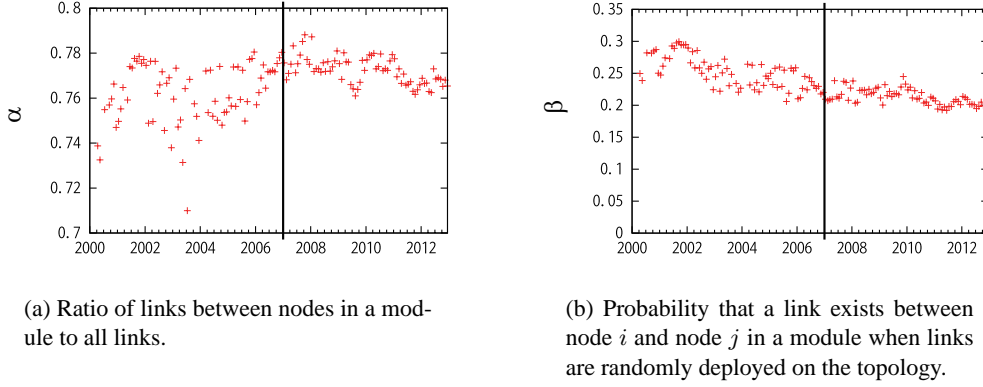 0.8
0.78
0.76
0.74
0.72
0.7
α
2000 2002 2004 2006 2008 2010 2012
(a) Ratio of links between nodes in a mod-
ule to all links.
0.35
0.3
0.25
0.2
0.15
0.1
0.05
0
β
2000 2002 2004 2006 2008 2010 2012
(b) Probability that a link exists between
node i and node j in a module when links
are randomly deployed on the topology.